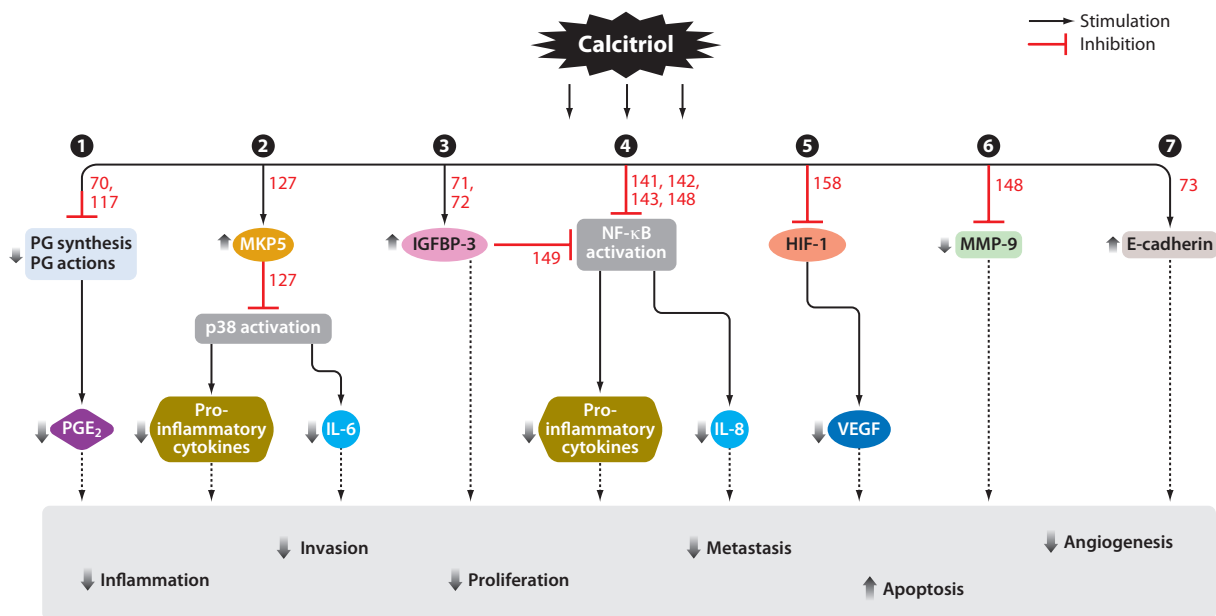 Calcitriol
Stimulation
Inhibition
1
2
3
4
5
6
7
70,
117
127
71,
72
141, 142,
143, 148
158
148
73
PG synthesis
PG actions
MKP5
IGFBP-3
149
NF-κB
activation
HIF-1
MMP-9
E-cadherin
127
p38 activation
PGE₂
Pro-
inflammatory
cytokines
IL-6
Pro-
inflammatory
cytokines
IL-8
VEGF
Invasion
Metastasis
Angiogenesis
Inflammation
Proliferation
Apoptosis